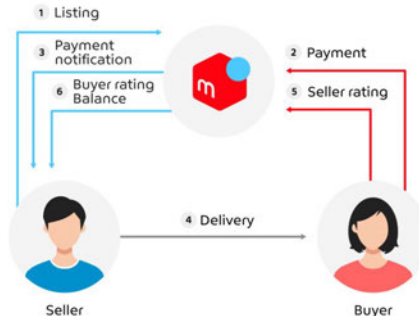 1 Listing
3 Payment
notification
6 Buyer rating
Balance
2 Payment
5 Seller rating
m
4 Delivery
Seller
Buyer